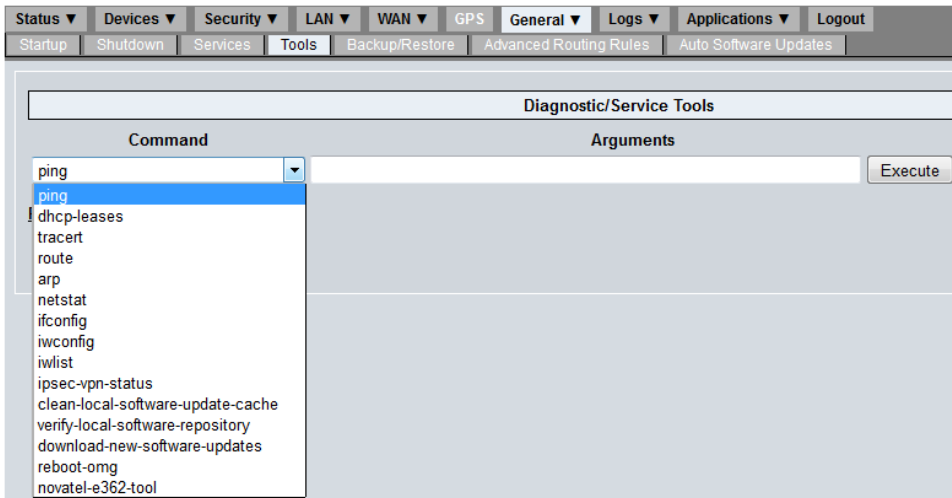 Status ▼ Devices ▼ Security ▼ LAN ▼ WAN ▼ GPS General ▼ Logs ▼ Applications ▼ Logout
Startup Shutdown Services Tools Backup/Restore Advanced Routing Rules Auto Software Updates
Diagnostic/Service Tools
Command Arguments
ping Execute
ping
dhcp-leases
tracert
route
arp
netstat
ifconfig
iwconfig
iwlist
ipsec-vpn-status
clean-local-software-update-cache
verify-local-software-repository
download-new-software-updates
reboot-omg
novatel-e362-tool